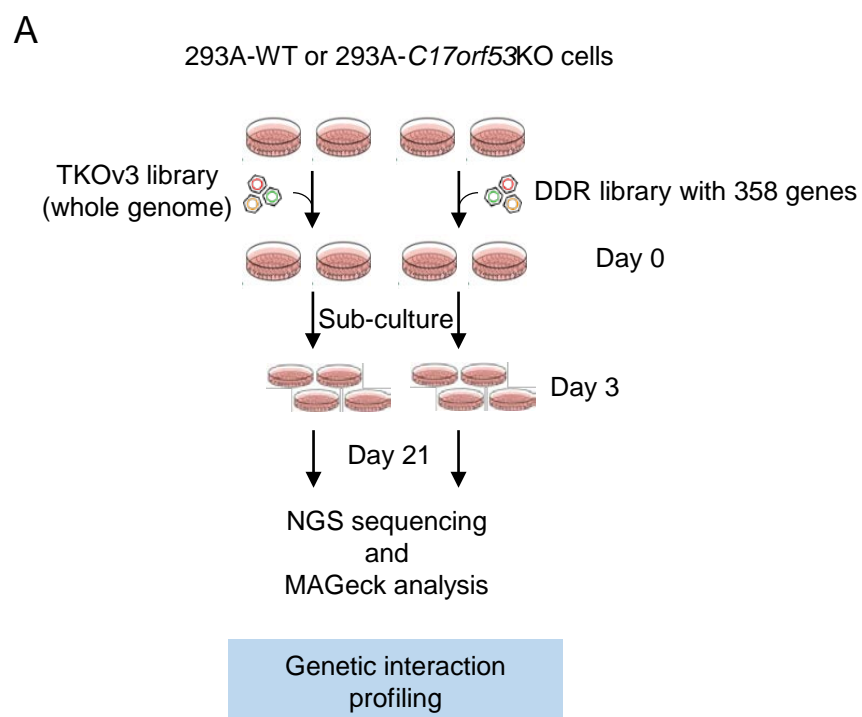 A
293A-WT or 293A-C17orf53KO cells
TKOv3 library
(whole genome)
DDR library with 358 genes
Day 0
Sub-culture
Day 3
Day 21
NGS sequencing
and
MAGeck analysis
Genetic interaction
profiling